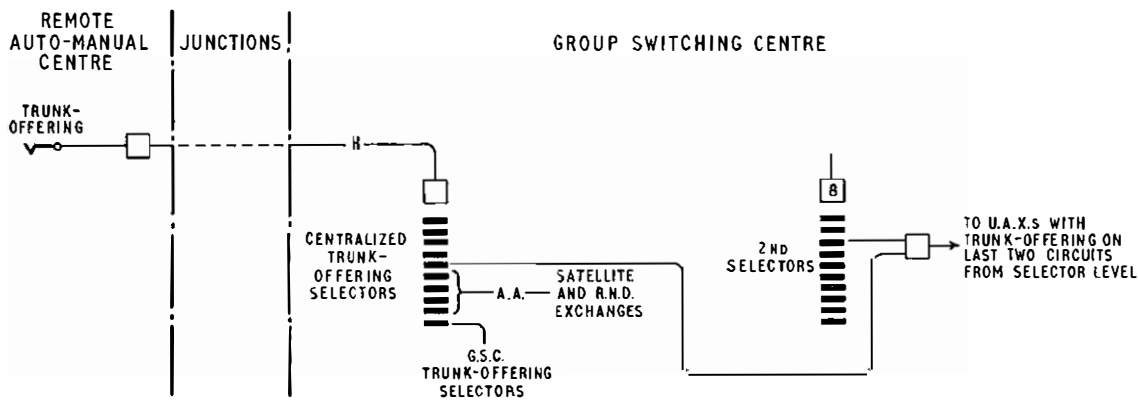 REMOTE
AUTO-MANUAL
CENTRE
JUNCTIONS
GROUP SWITCHING CENTRE
TRUNK-
OFFERING
H
8
CENTRALIZED
TRUNK-
OFFERING
SELECTORS
A.A.
SATELLITE
AND R.N.D.
EXCHANGES
G.S.C.
TRUNK-OFFERING
SELECTORS
2ND
SELECTORS
TO U.A.X.S WITH
TRUNK-OFFERING ON
LAST TWO CIRCUITS
FROM SELECTOR LEVEL